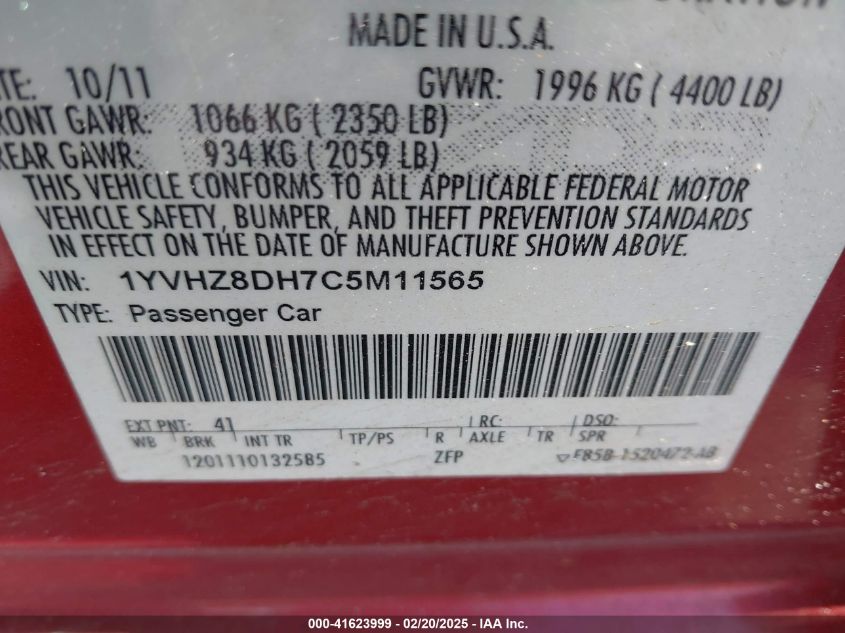 MADE IN U.S.A.
10/11 GVWR: 1996 KG ( 4400 LB)
GAWR: 1066 KG ( 2350 LB)
GAWR: 934 KG ( 2059 LB)
THIS VEHICLE CONFORMS TO ALL APPLICABLE FEDERAL MOTOR
VEHICLE SAFETY, BUMPER, AND THEFT PREVENTION STANDARDS
IN EFFECT ON THE DATE OF MANUFACTURE SHOWN ABOVE.
VIN: 1YVHZ8DH7C5M11565
TYPE: Passenger Car
EXT PNT: 41 RC: DSO:
WB BRK INT TR TP/PS R AXLE TR SPR
1201110132585 ZFP F85B-1520472-AB
000-41623999 — 02/20/2025 — IAA Inc.